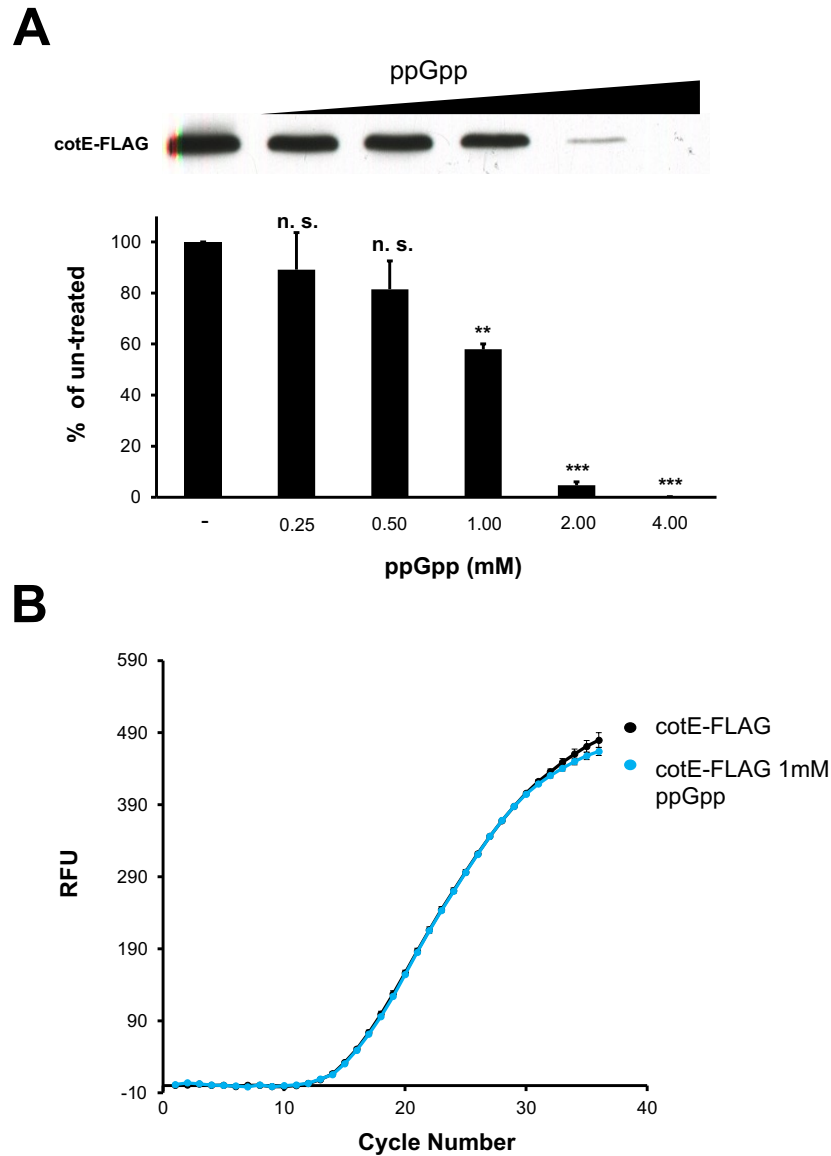 A
ppGpp
cotE-FLAG
% of un-treated
100
80
60
40
20
0
n. s.
n. s.
**
***
***
-
0.25
0.50
1.00
2.00
4.00
ppGpp (mM)
B
RFU
590
490
390
290
190
90
-10
0
10
20
30
40
Cycle Number
cotE-FLAG
cotE-FLAG 1mM
ppGpp